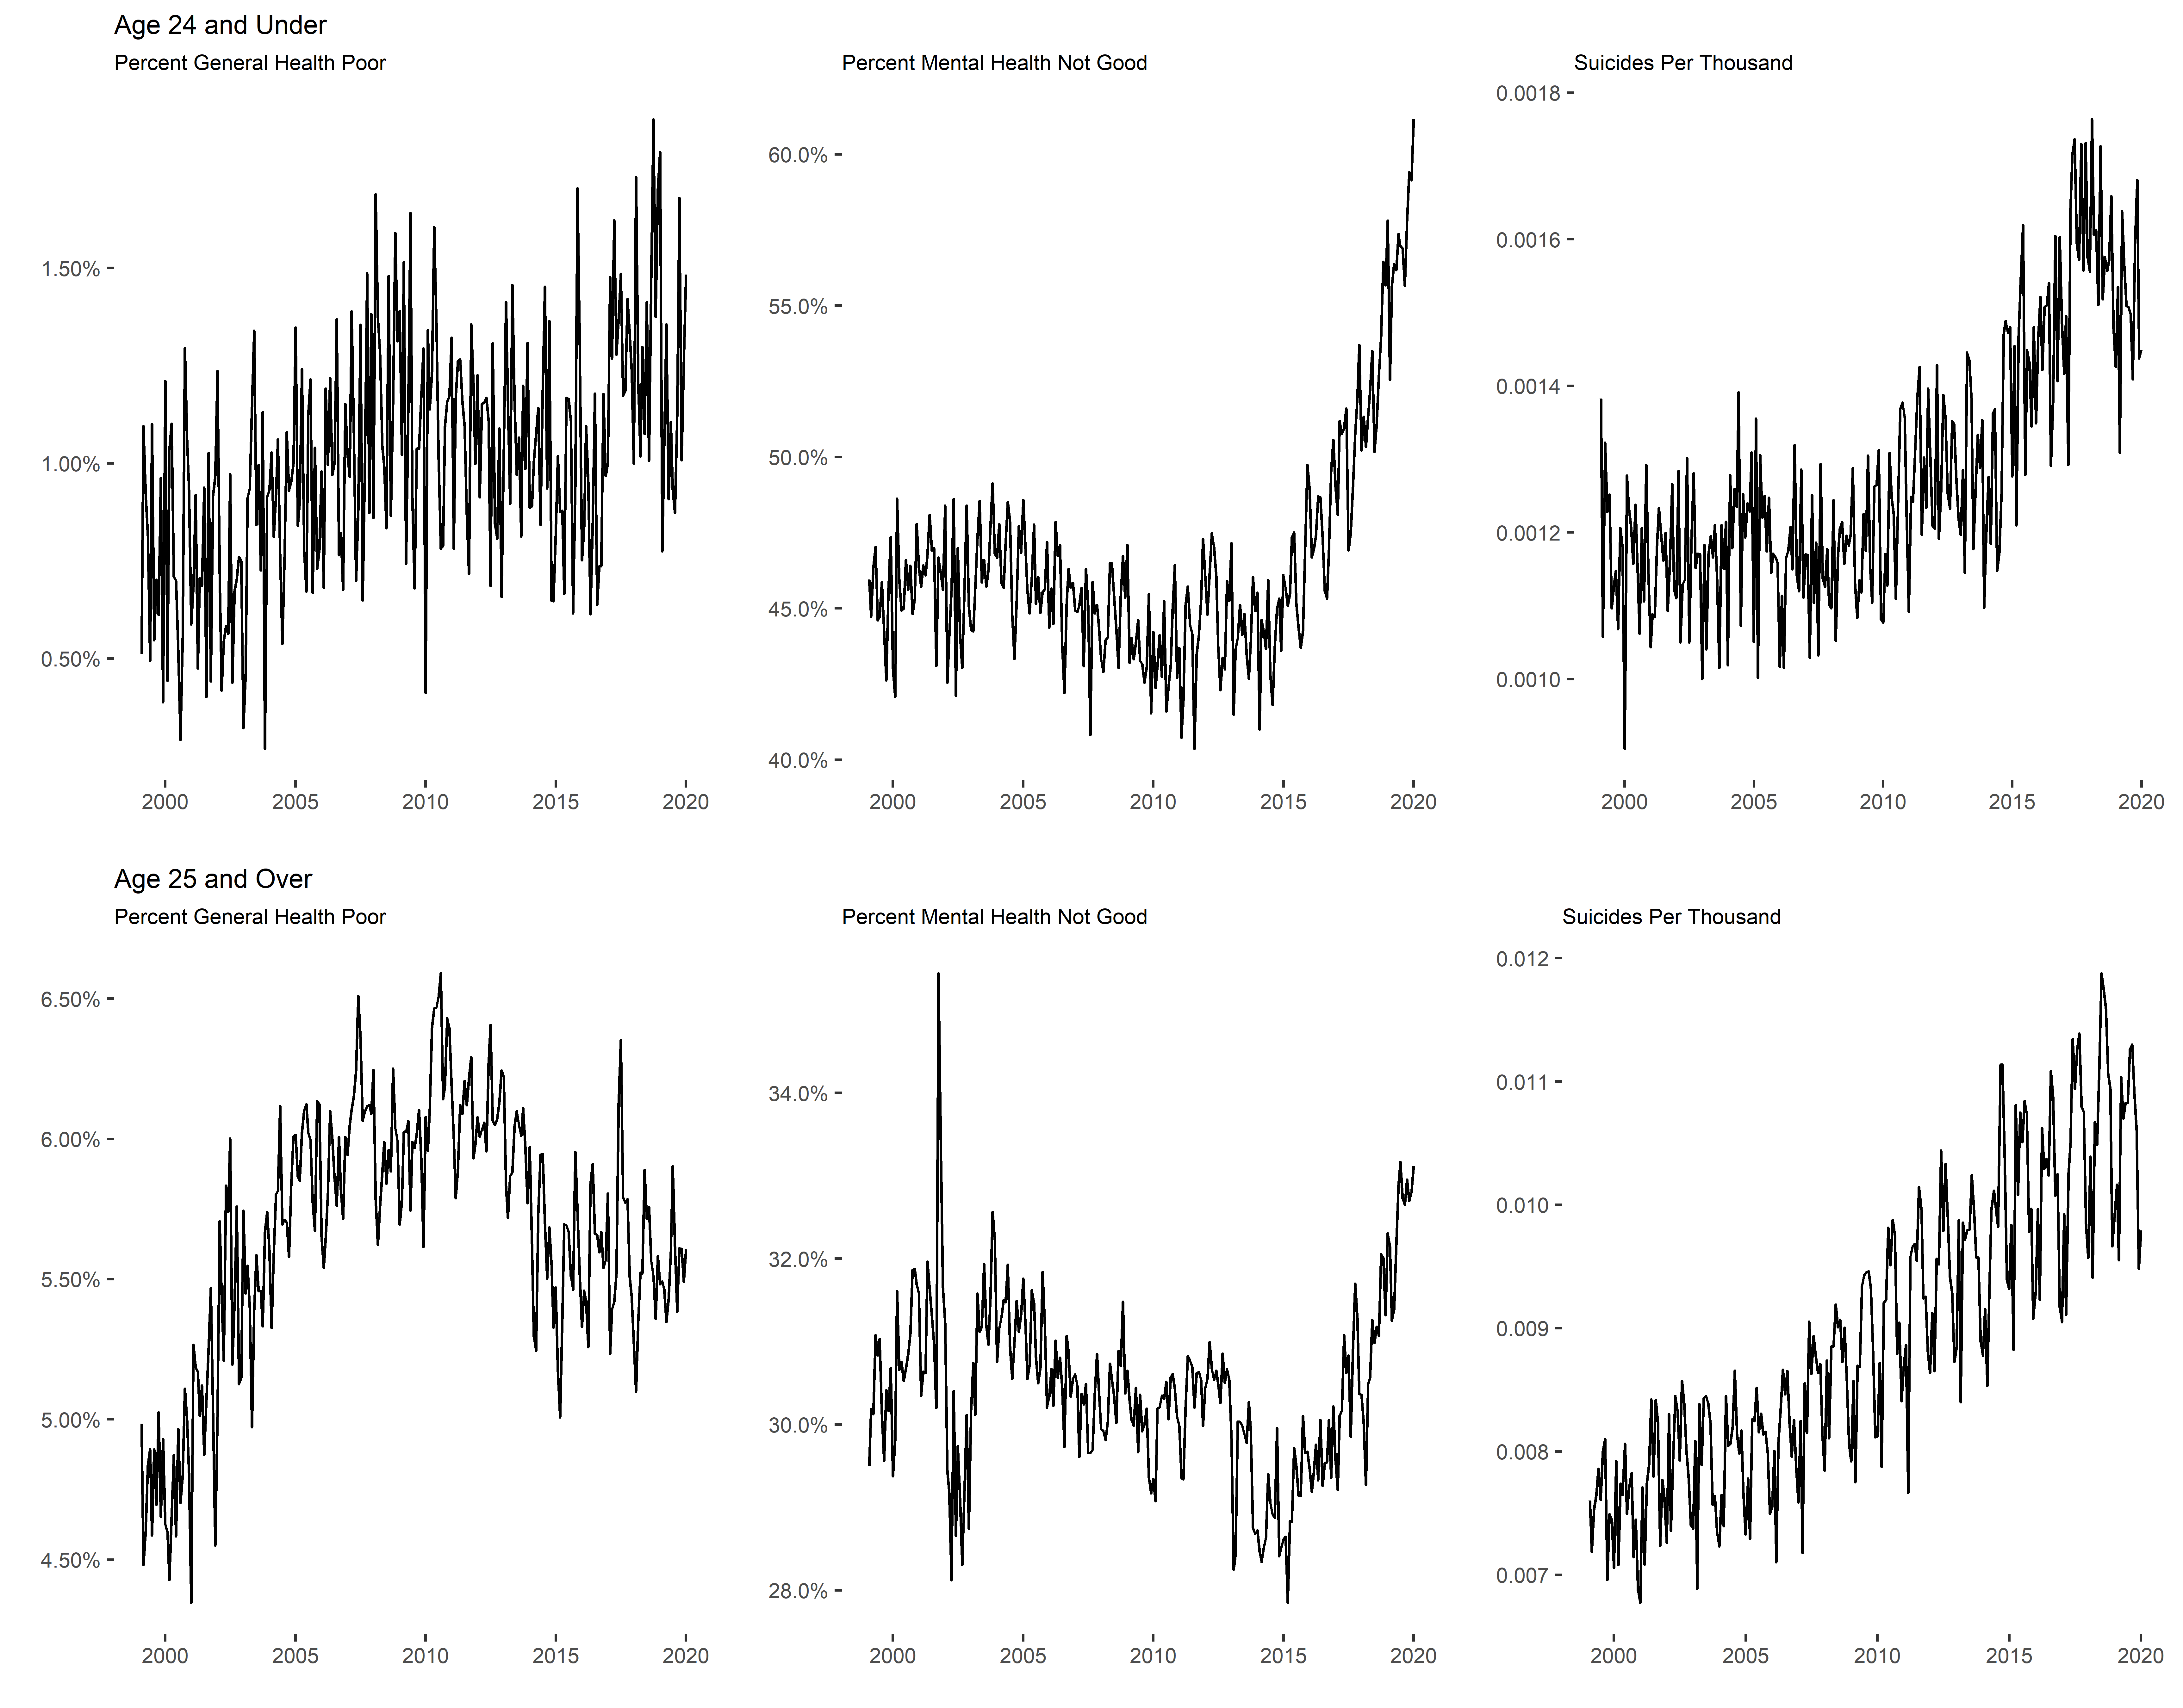 Age 24 and Under
Percent General Health Poor
Percent Mental Health Not Good
Suicides Per Thousand
1.50%
1.00%
0.50%
2000 2005 2010 2015 2020
60.0%
55.0%
50.0%
45.0%
40.0%
2000 2005 2010 2015 2020
0.0018
0.0016
0.0014
0.0012
0.0010
2000 2005 2010 2015 2020
Age 25 and Over
Percent General Health Poor
Percent Mental Health Not Good
Suicides Per Thousand
6.50%
6.00%
5.50%
5.00%
4.50%
2000 2005 2010 2015 2020
34.0%
32.0%
30.0%
28.0%
2000 2005 2010 2015 2020
0.012
0.011
0.010
0.009
0.008
0.007
2000 2005 2010 2015 2020